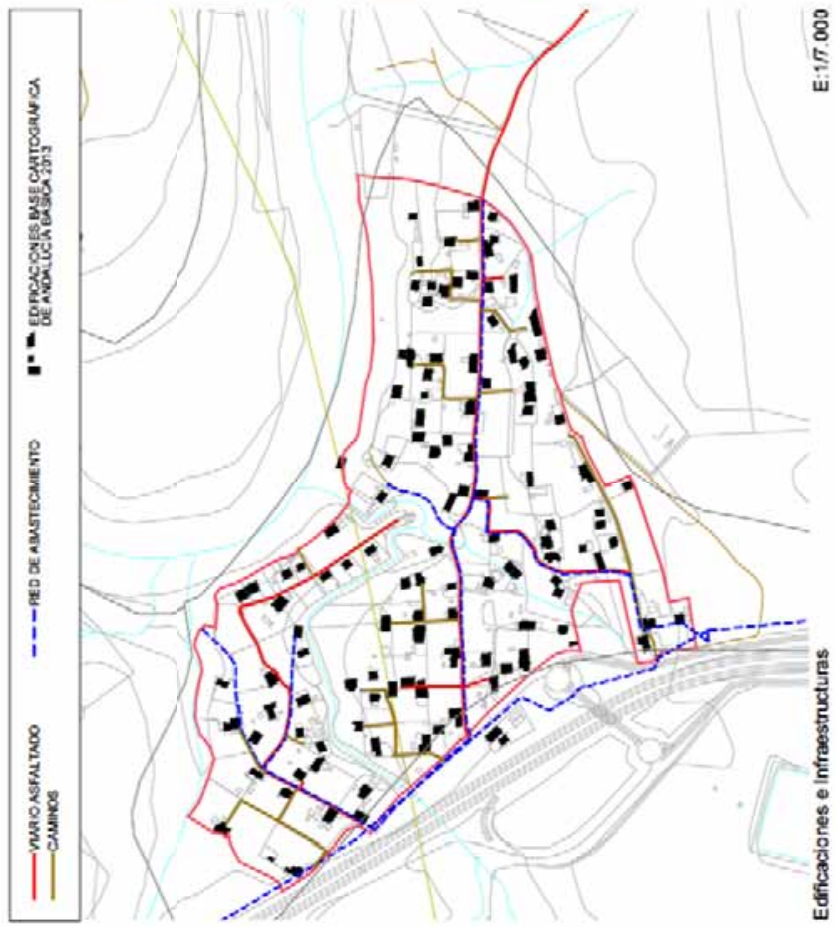 VIARIO ASFALTADO
CAMINOS
RED DE ABASTECIMIENTO
EDIFICACIONES BASE CARTOGRÁFICA
DE ANDALUCÍA BÁSICA 2013
Edificaciones e Infraestructuras
E:1/7.000